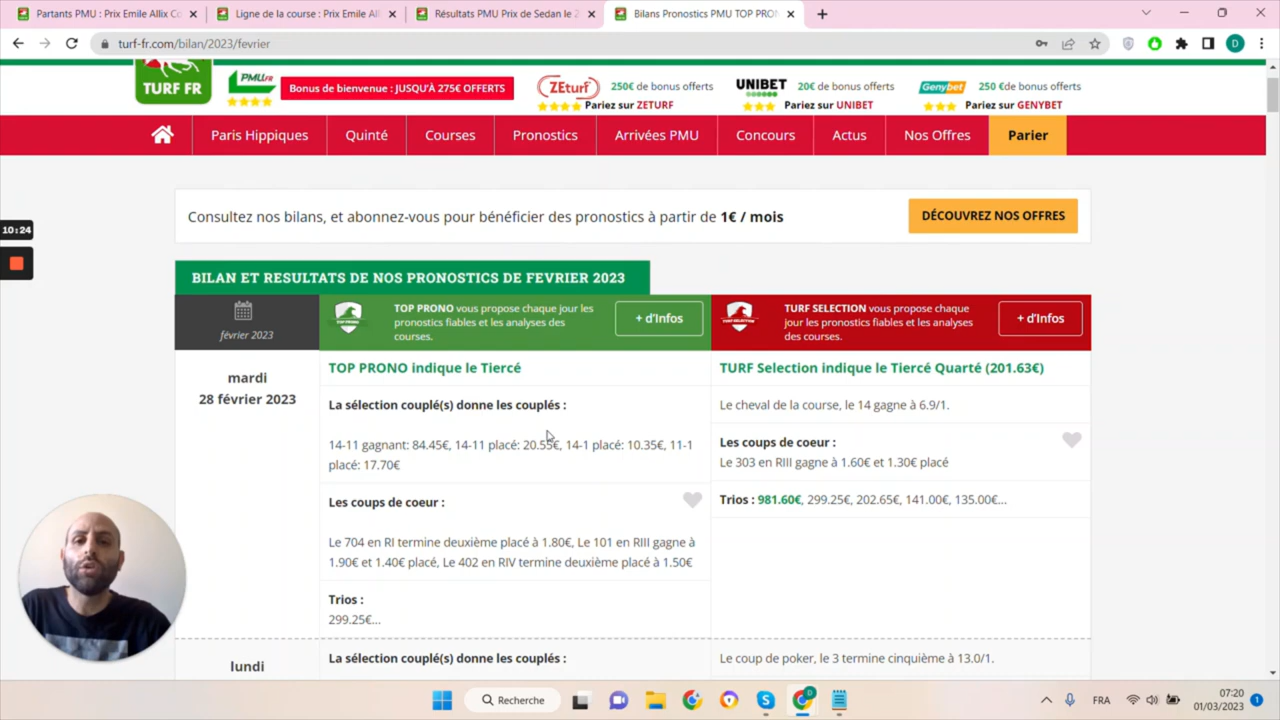 Partants PMU : Prix Emile Allix Co
Ligne de la course : Prix Emile Al
Résultats PMU Prix de Sedan le 2
Bilans Pronostics PMU TOP PRON
turf-fr.com/bilan/2023/fevrier
D
TURF FR
PMU.FR
Bonus de bienvenue : JUSQU'À 275€ OFFERTS
ZEturf
250€ de bonus offerts
Pariez sur ZETURF
UNIBET
20€ de bonus offerts
Pariez sur UNIBET
Genybet
250 € de bonus offerts
Pariez sur GENYBET
Paris Hippiques
Quinté
Courses
Pronostics
Arrivées PMU
Concours
Actus
Nos Offres
Parier
Consultez nos bilans, et abonnez-vous pour bénéficier des pronostics à partir de 1€ / mois
DÉCOUVREZ NOS OFFRES
10:24
BILAN ET RESULTATS DE NOS PRONOSTICS DE FEVRIER 2023
février 2023
TOP PRONO
TOP PRONO vous propose chaque jour les
pronostics fiables et les analyses des
courses.
+ d'Infos
TURF SELECTION
TURF SELECTION vous propose chaque
jour les pronostics fiables et les analyses
des courses.
+ d'Infos
mardi
28 février 2023
TOP PRONO indique le Tiercé
La sélection couplé(s) donne les couplés :
14-11 gagnant: 84.45€, 14-11 placé: 20.55€, 14-1 placé: 10.35€, 11-1
placé: 17.70€
Les coups de coeur :
Le 704 en RI termine deuxième placé à 1.80€, Le 101 en RIII gagne à
1.90€ et 1.40€ placé, Le 402 en RIV termine deuxième placé à 1.50€
Trios :
299.25€...
TURF Selection indique le Tiercé Quarté (201.63€)
Le cheval de la course, le 14 gagne à 6.9/1.
Les coups de coeur :
Le 303 en RIII gagne à 1.60€ et 1.30€ placé
Trios : 981.60€, 299.25€, 202.65€, 141.00€, 135.00€...
lundi
La sélection couplé(s) donne les couplés :
Le coup de poker, le 3 termine cinquième à 13.0/1.
Recherche
D
FRA
07:20
01/03/2023
1